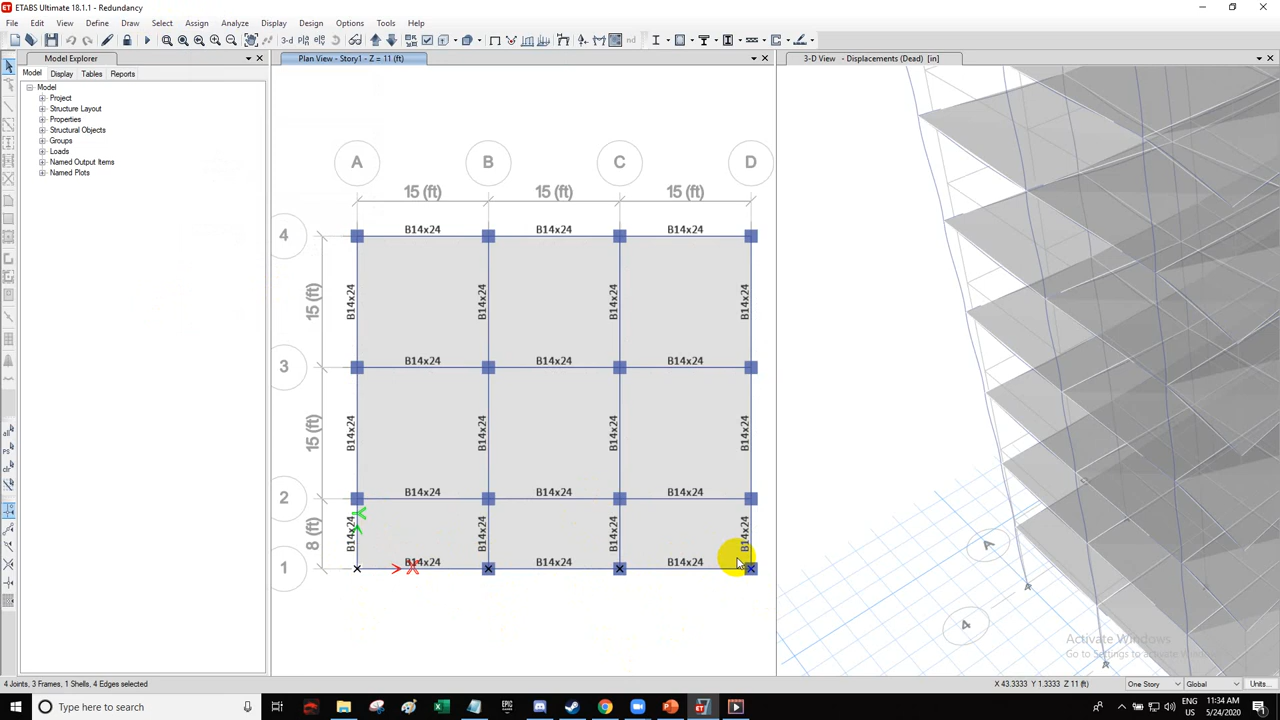 ETABS Ultimate 18.1.1 - Redundancy
File Edit View Define Draw Select Assign Analyze Display Design Options Tools Help
3-d
Model Explorer
Plan View - Story1 - Z = 11 (ft)
3-D View - Displacements (Dead) [in]
Model Display Tables Reports
Model
Project
Structure Layout
Properties
Structural Objects
Groups
Loads
Named Output Items
Named Plots
A B C D
15 (ft) 15 (ft) 15 (ft)
4
B14x24 B14x24 B14x24
15 (ft)
B14x24 B14x24 B14x24 B14x24
3
B14x24 B14x24 B14x24
15 (ft)
B14x24 B14x24 B14x24 B14x24
2
B14x24 B14x24 B14x24
8 (ft)
B14x24 B14x24 B14x24 B14x24
Y
1
B14x24 B14x24 B14x24
X
A
4
Activate Windows
Go to Settings to activate Windows.
4 Joints, 3 Frames, 1 Shells, 4 Edges selected
X 43.3333 Y 1.3333 Z 11 (ft)
One Story
Global
Units...
Type here to search
ENG
11:34 AM
5/24/2020